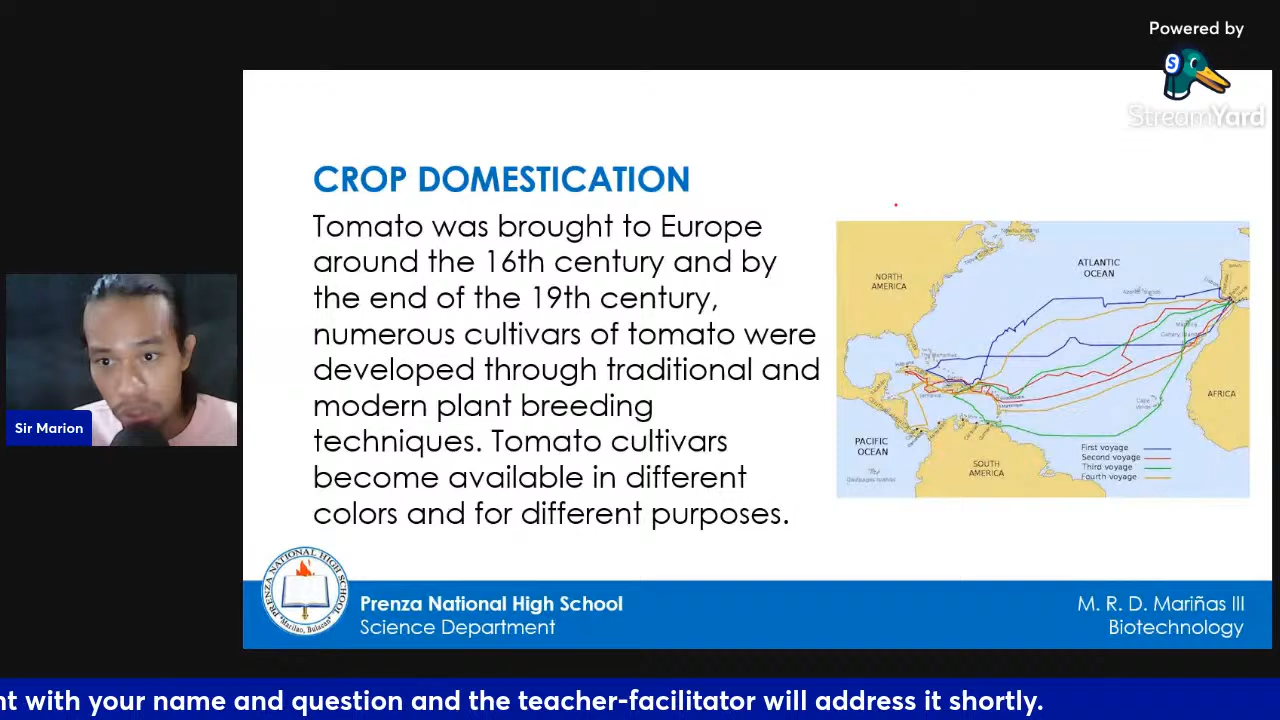 Powered by
StreamYard
CROP DOMESTICATION
Tomato was brought to Europe
around the 16th century and by
the end of the 19th century,
numerous cultivars of tomato were
developed through traditional and
modern plant breeding
techniques. Tomato cultivars
become available in different
colors and for different purposes.
NORTH
AMERICA
ATLANTIC
OCEAN
AFRICA
PACIFIC
OCEAN
SOUTH
AMERICA
First voyage
Second voyage
Third voyage
Fourth voyage
Sir Marion
PRENZA NATIONAL HIGH SCHOOL
Prenza National High School
Science Department
M. R. D. Mariñas III
Biotechnology
nt with your name and question and the teacher-facilitator will address it shortly.